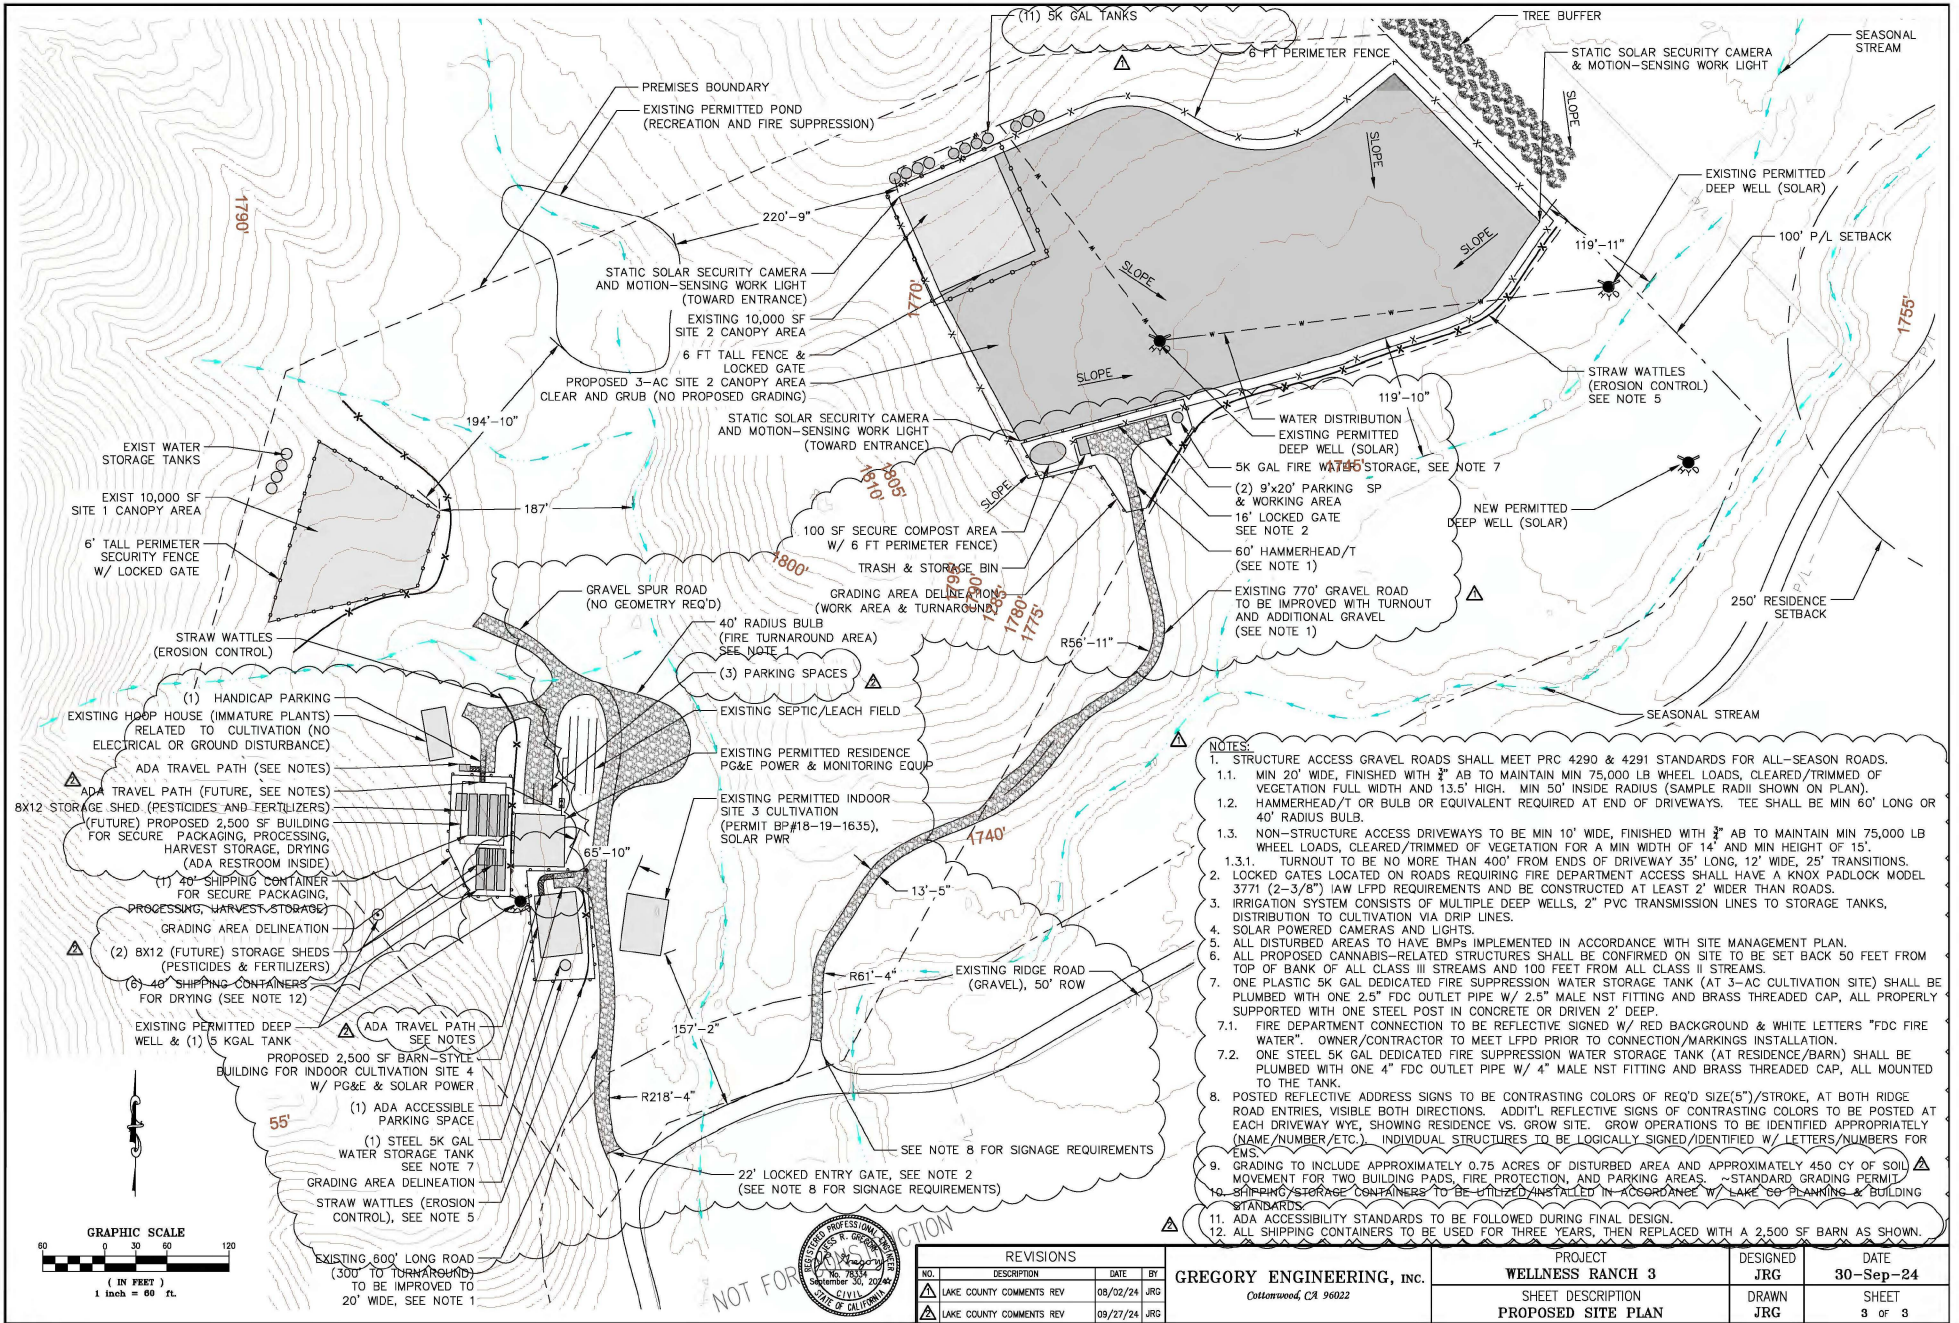 (11) 5K GAL TANKS
TREE BUFFER
SEASONAL
STREAM
6 FT PERIMETER FENCE
STATIC SOLAR SECURITY CAMERA
& MOTION-SENSING WORK LIGHT
1
PREMISES BOUNDARY
EXISTING PERMITTED POND
(RECREATION AND FIRE SUPPRESSION)
SLOPE
SLOPE
EXISTING PERMITTED
DEEP WELL (SOLAR)
1790'
220'-9"
P/L
119'-11"
100' P/L SETBACK
SLOPE
SLOPE
STATIC SOLAR SECURITY CAMERA
AND MOTION-SENSING WORK LIGHT
(TOWARD ENTRANCE)
1770'
1755'
EXISTING 10,000 SF
SITE 2 CANOPY AREA
6 FT TALL FENCE &
LOCKED GATE
PROPOSED 3-AC SITE 2 CANOPY AREA
CLEAR AND GRUB (NO PROPOSED GRADING)
SLOPE
STRAW WATTLES
(EROSION CONTROL)
SEE NOTE 5
119'-10"
STATIC SOLAR SECURITY CAMERA
AND MOTION-SENSING WORK LIGHT
(TOWARD ENTRANCE)
194'-10"
WATER DISTRIBUTION
EXISTING PERMITTED
DEEP WELL (SOLAR)
EXIST WATER
STORAGE TANKS
1745'
5K GAL FIRE WATER STORAGE, SEE NOTE 7
1805'
1810'
SLOPE
(2) 9'x20' PARKING SP
& WORKING AREA
16' LOCKED GATE
SEE NOTE 2
EXIST 10,000 SF
SITE 1 CANOPY AREA
187'
NEW PERMITTED
DEEP WELL (SOLAR)
100 SF SECURE COMPOST AREA
W/ 6 FT PERIMETER FENCE)
6' TALL PERIMETER
SECURITY FENCE
W/ LOCKED GATE
60' HAMMERHEAD/T
(SEE NOTE 1)
1800'
TRASH & STORAGE BIN
GRAVEL SPUR ROAD
(NO GEOMETRY REQ'D)
GRADING AREA DELINEATION
(WORK AREA & TURNAROUND)
1795'
1790'
1785'
1780'
1775'
EXISTING 770' GRAVEL ROAD
TO BE IMPROVED WITH TURNOUT
AND ADDITIONAL GRAVEL
(SEE NOTE 1)
1
P/L
250' RESIDENCE
SETBACK
40' RADIUS BULB
(FIRE TURNAROUND AREA)
SEE NOTE 1
STRAW WATTLES
(EROSION CONTROL)
R56'-11"
(3) PARKING SPACES
2
(1) HANDICAP PARKING
EXISTING HOOP HOUSE (IMMATURE PLANTS)
RELATED TO CULTIVATION (NO
ELECTRICAL OR GROUND DISTURBANCE)
EXISTING SEPTIC/LEACH FIELD
SEASONAL STREAM
EXISTING PERMITTED RESIDENCE
PG&E POWER & MONITORING EQUIP
1
ADA TRAVEL PATH (SEE NOTES)
2
ADA TRAVEL PATH (FUTURE, SEE NOTES)
8X12 STORAGE SHED (PESTICIDES AND FERTILIZERS)
(FUTURE) PROPOSED 2,500 SF BUILDING
FOR SECURE PACKAGING, PROCESSING,
HARVEST STORAGE, DRYING
(ADA RESTROOM INSIDE)
EXISTING PERMITTED INDOOR
SITE 3 CULTIVATION
(PERMIT BP#18-19-1635),
SOLAR PWR
1740'
65'-10"
(1) 40' SHIPPING CONTAINER
FOR SECURE PACKAGING,
PROCESSING, HARVEST STORAGE)
13'-5"
GRADING AREA DELINEATION
2
(2) 8X12 (FUTURE) STORAGE SHEDS
(PESTICIDES & FERTILIZERS)
(6) 40' SHIPPING CONTAINERS
FOR DRYING (SEE NOTE 12)
R61'-4"
EXISTING RIDGE ROAD
(GRAVEL), 50' ROW
EXISTING PERMITTED DEEP
WELL & (1) 5 KGAL TANK
2
ADA TRAVEL PATH
SEE NOTES
157'-2"
PROPOSED 2,500 SF BARN-STYLE
BUILDING FOR INDOOR CULTIVATION SITE 4
W/ PG&E & SOLAR POWER
R218'-4"
(1) ADA ACCESSIBLE
PARKING SPACE
55'
(1) STEEL 5K GAL
WATER STORAGE TANK
SEE NOTE 7
SEE NOTE 8 FOR SIGNAGE REQUIREMENTS
GRADING AREA DELINEATION
22' LOCKED ENTRY GATE, SEE NOTE 2
(SEE NOTE 8 FOR SIGNAGE REQUIREMENTS)
STRAW WATTLES (EROSION
CONTROL), SEE NOTE 5
EXISTING 600' LONG ROAD
(300' TO TURNAROUND)
TO BE IMPROVED TO
20' WIDE, SEE NOTE 1
NOTES:
1. STRUCTURE ACCESS GRAVEL ROADS SHALL MEET PRC 4290 & 4291 STANDARDS FOR ALL-SEASON ROADS.
1.1. MIN 20' WIDE, FINISHED WITH ¾" AB TO MAINTAIN MIN 75,000 LB WHEEL LOADS, CLEARED/TRIMMED OF
VEGETATION FULL WIDTH AND 13.5' HIGH. MIN 50' INSIDE RADIUS (SAMPLE RADII SHOWN ON PLAN).
1.2. HAMMERHEAD/T OR BULB OR EQUIVALENT REQUIRED AT END OF DRIVEWAYS. TEE SHALL BE MIN 60' LONG OR
40' RADIUS BULB.
1.3. NON-STRUCTURE ACCESS DRIVEWAYS TO BE MIN 10' WIDE, FINISHED WITH ¾" AB TO MAINTAIN MIN 75,000 LB
WHEEL LOADS, CLEARED/TRIMMED OF VEGETATION FOR A MIN WIDTH OF 14' AND MIN HEIGHT OF 15'.
1.3.1. TURNOUT TO BE NO MORE THAN 400' FROM ENDS OF DRIVEWAY 35' LONG, 12' WIDE, 25' TRANSITIONS.
2. LOCKED GATES LOCATED ON ROADS REQUIRING FIRE DEPARTMENT ACCESS SHALL HAVE A KNOX PADLOCK MODEL
3771 (2-3/8") IAW LFPD REQUIREMENTS AND BE CONSTRUCTED AT LEAST 2' WIDER THAN ROADS.
3. IRRIGATION SYSTEM CONSISTS OF MULTIPLE DEEP WELLS, 2" PVC TRANSMISSION LINES TO STORAGE TANKS,
DISTRIBUTION TO CULTIVATION VIA DRIP LINES.
4. SOLAR POWERED CAMERAS AND LIGHTS.
5. ALL DISTURBED AREAS TO HAVE BMPs IMPLEMENTED IN ACCORDANCE WITH SITE MANAGEMENT PLAN.
6. ALL PROPOSED CANNABIS-RELATED STRUCTURES SHALL BE CONFIRMED ON SITE TO BE SET BACK 50 FEET FROM
TOP OF BANK OF ALL CLASS III STREAMS AND 100 FEET FROM ALL CLASS II STREAMS.
7. ONE PLASTIC 5K GAL DEDICATED FIRE SUPPRESSION WATER STORAGE TANK (AT 3-AC CULTIVATION SITE) SHALL BE
PLUMBED WITH ONE 2.5" FDC OUTLET PIPE W/ 2.5" MALE NST FITTING AND BRASS THREADED CAP, ALL PROPERLY
SUPPORTED WITH ONE STEEL POST IN CONCRETE OR DRIVEN 2' DEEP.
7.1. FIRE DEPARTMENT CONNECTION TO BE REFLECTIVE SIGNED W/ RED BACKGROUND & WHITE LETTERS "FDC FIRE
WATER". OWNER/CONTRACTOR TO MEET LFPD PRIOR TO CONNECTION/MARKINGS INSTALLATION.
7.2. ONE STEEL 5K GAL DEDICATED FIRE SUPPRESSION WATER STORAGE TANK (AT RESIDENCE/BARN) SHALL BE
PLUMBED WITH ONE 4" FDC OUTLET PIPE W/ 4" MALE NST FITTING AND BRASS THREADED CAP, ALL MOUNTED
TO THE TANK.
8. POSTED REFLECTIVE ADDRESS SIGNS TO BE CONTRASTING COLORS OF REQ'D SIZE(5")/STROKE, AT BOTH RIDGE
ROAD ENTRIES, VISIBLE BOTH DIRECTIONS. ADDIT'L REFLECTIVE SIGNS OF CONTRASTING COLORS TO BE POSTED AT
EACH DRIVEWAY WYE, SHOWING RESIDENCE VS. GROW SITE. GROW OPERATIONS TO BE IDENTIFIED APPROPRIATELY
(NAME/NUMBER/ETC.). INDIVIDUAL STRUCTURES TO BE LOGICALLY SIGNED/IDENTIFIED W/ LETTERS/NUMBERS FOR
EMS.
9. GRADING TO INCLUDE APPROXIMATELY 0.75 ACRES OF DISTURBED AREA AND APPROXIMATELY 450 CY OF SOIL
MOVEMENT FOR TWO BUILDING PADS, FIRE PROTECTION, AND PARKING AREAS. ~STANDARD GRADING PERMIT
2
10. SHIPPING/STORAGE CONTAINERS TO BE UTILIZED/INSTALLED IN ACCORDANCE W/ LAKE CO PLANNING & BUILDING
STANDARDS.
2
11. ADA ACCESSIBILITY STANDARDS TO BE FOLLOWED DURING FINAL DESIGN.
12. ALL SHIPPING CONTAINERS TO BE USED FOR THREE YEARS, THEN REPLACED WITH A 2,500 SF BARN AS SHOWN.
GRAPHIC SCALE
60 0 30 60 120
( IN FEET )
1 inch = 60 ft.
REGISTERED PROFESSIONAL ENGINEER
No. 78334
September 30, 2024
CIVIL
STATE OF CALIFORNIA
NOT FOR CONSTRUCTION
REVISIONS
NO. DESCRIPTION DATE BY
1 LAKE COUNTY COMMENTS REV 08/02/24 JRG
2 LAKE COUNTY COMMENTS REV 09/27/24 JRG
GREGORY ENGINEERING, INC.
Cottonwood, CA 96022
PROJECT
WELLNESS RANCH 3
SHEET DESCRIPTION
PROPOSED SITE PLAN
DESIGNED
JRG
DRAWN
JRG
DATE
30-Sep-24
SHEET
3 OF 3